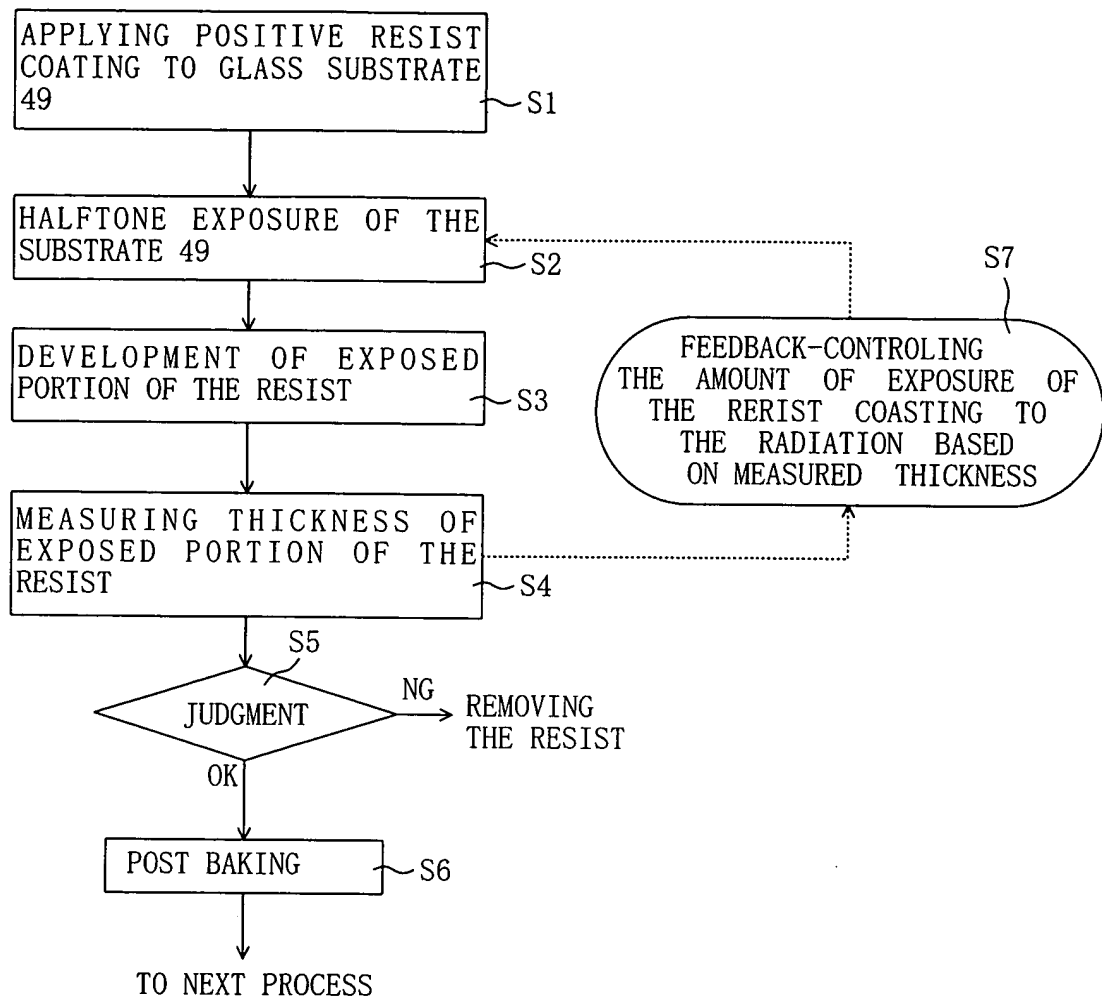 APPLYING POSITIVE RESIST
COATING TO GLASS SUBSTRATE
49
S1
HALFTONE EXPOSURE OF THE
SUBSTRATE 49
S2
DEVELOPMENT OF EXPOSED
PORTION OF THE RESIST
S3
MEASURING THICKNESS OF
EXPOSED PORTION OF THE
RESIST
S4
S5
JUDGMENT
NG
REMOVING
THE RESIST
OK
POST BAKING
S6
TO NEXT PROCESS
S7
FEEDBACK-CONTROLING
THE AMOUNT OF EXPOSURE OF
THE RERIST COASTING TO
THE RADIATION BASED
ON MEASURED THICKNESS